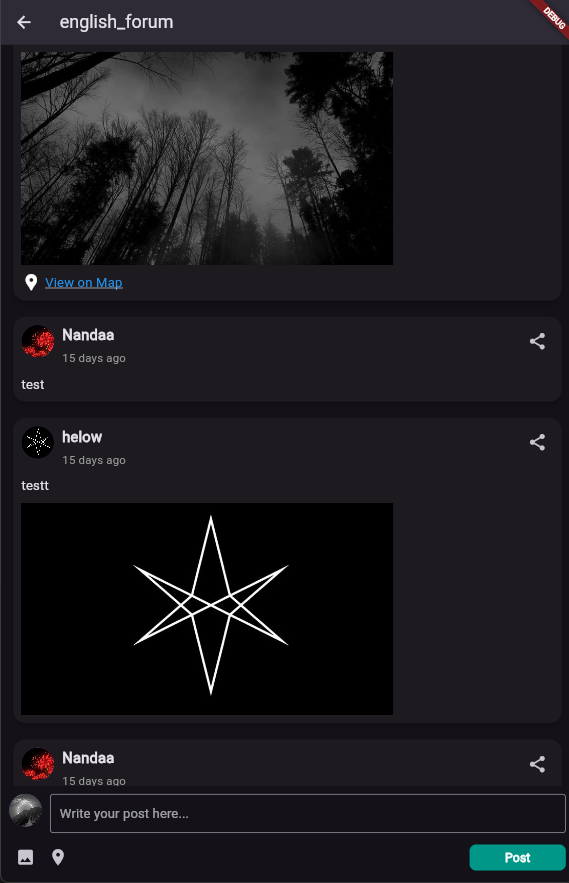 english_forum
DEBUG
View on Map
Nandaa
15 days ago
test
helow
15 days ago
testt
Nandaa
15 days ago
Write your post here...
Post